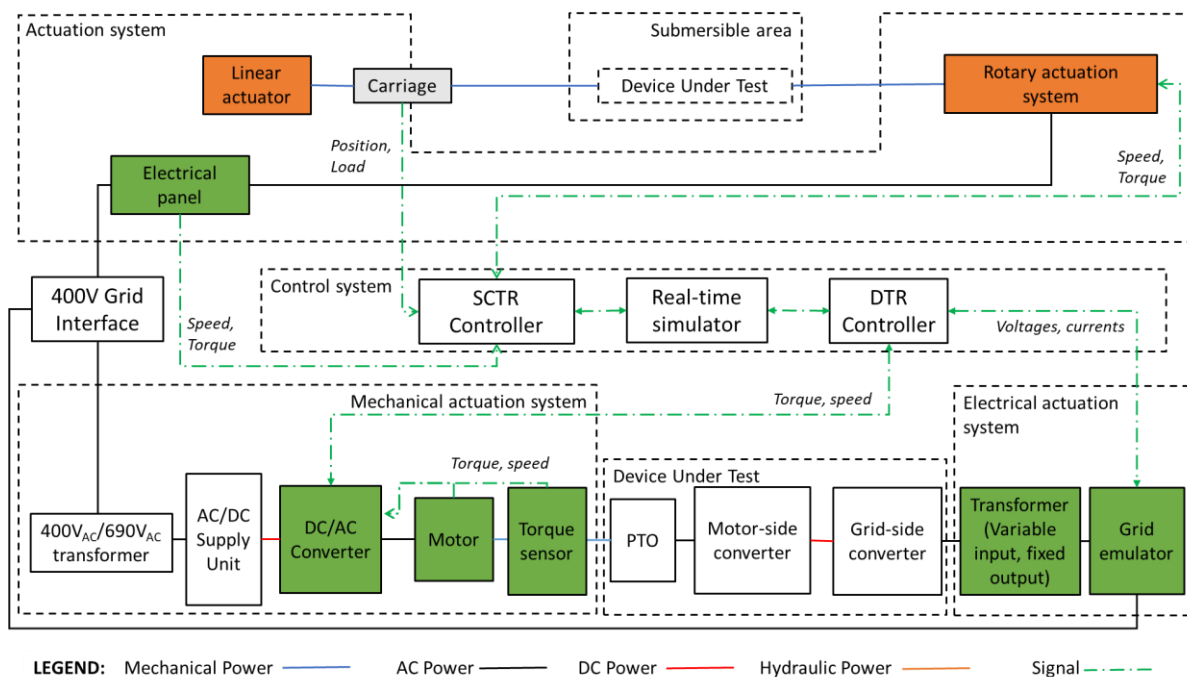 Actuation system
Submersible area
Linear
actuator
Carriage
Device Under Test
Rotary actuation
system
Position,
Load
Speed,
Torque
Electrical
panel
400V Grid
Interface
Control system
SCTR
Controller
Real-time
simulator
DTR
Controller
Voltages, currents
Speed,
Torque
Mechanical actuation system
Torque, speed
Electrical actuation
system
Torque, speed
Device Under Test
400VAC/690VAC
transformer
AC/DC
Supply
Unit
DC/AC
Converter
Motor
Torque
sensor
PTO
Motor-side
converter
Grid-side
converter
Transformer
(Variable
input, fixed
output)
Grid
emulator
LEGEND: Mechanical Power AC Power DC Power Hydraulic Power Signal